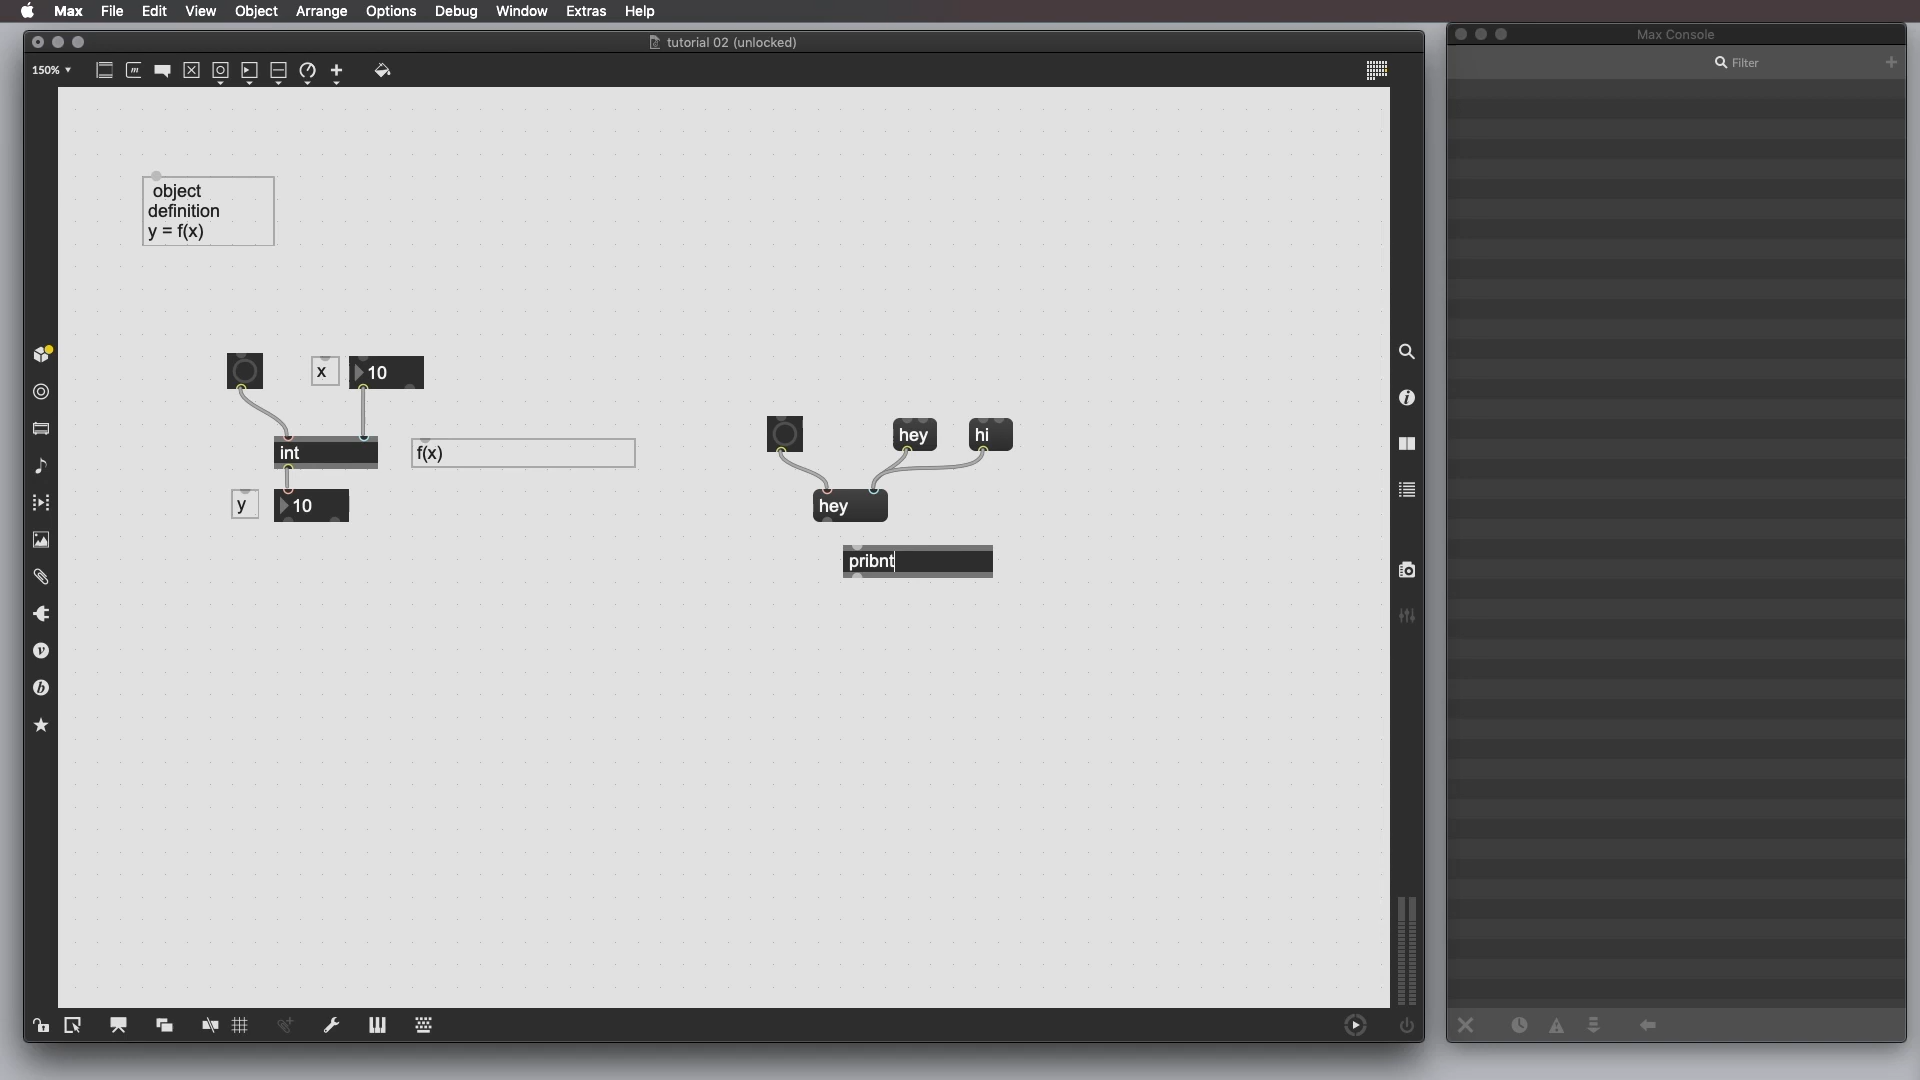 Max File Edit View Object Arrange Options Debug Window Extras Help
tutorial 02 (unlocked)
Max Console
150%
Filter
object
definition
y = f(x)
x
10
int
f(x)
y
10
hey
hi
hey
pribnt